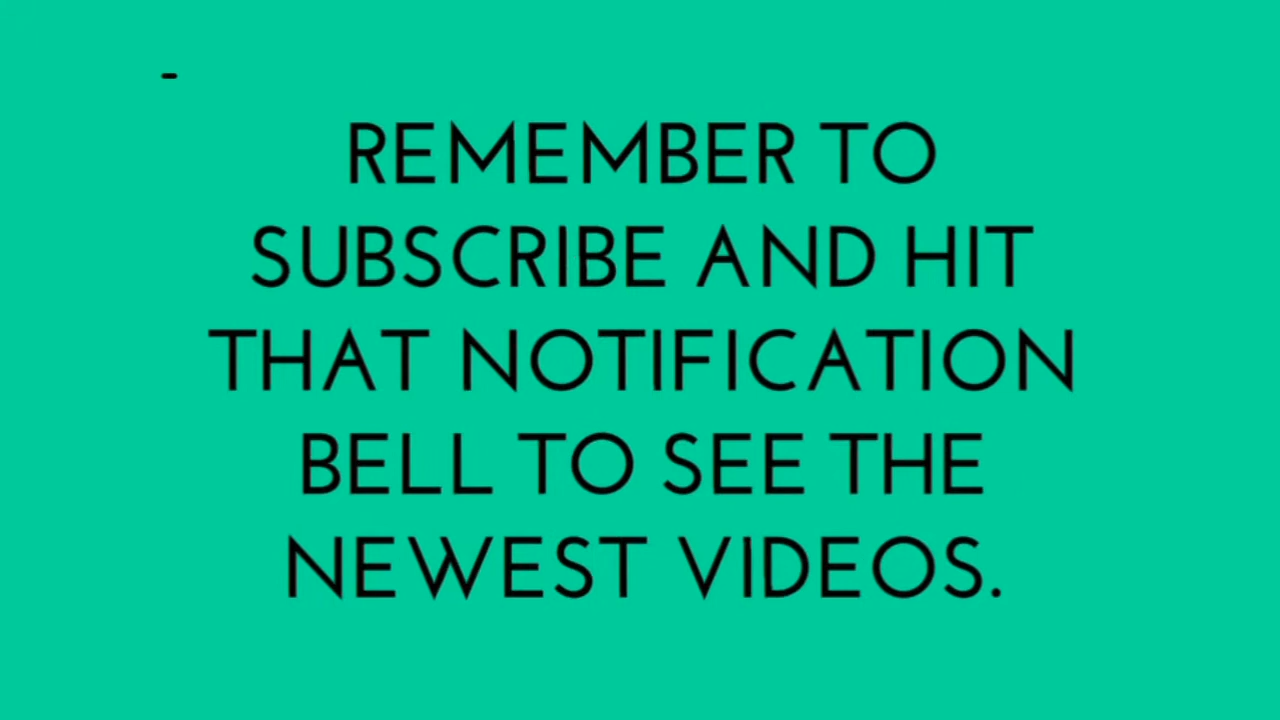 -
REMEMBER TO
SUBSCRIBE AND HIT
THAT NOTIFICATION
BELL TO SEE THE
NEWEST VIDEOS.